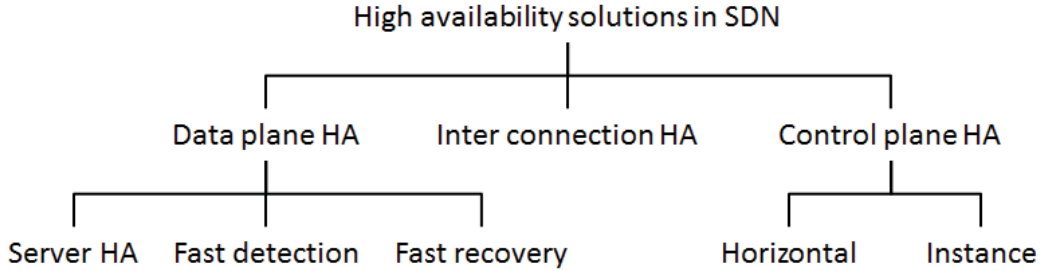 High availability solutions in SDN
Data plane HA
Inter connection HA
Control plane HA
Server HA
Fast detection
Fast recovery
Horizontal
Instance